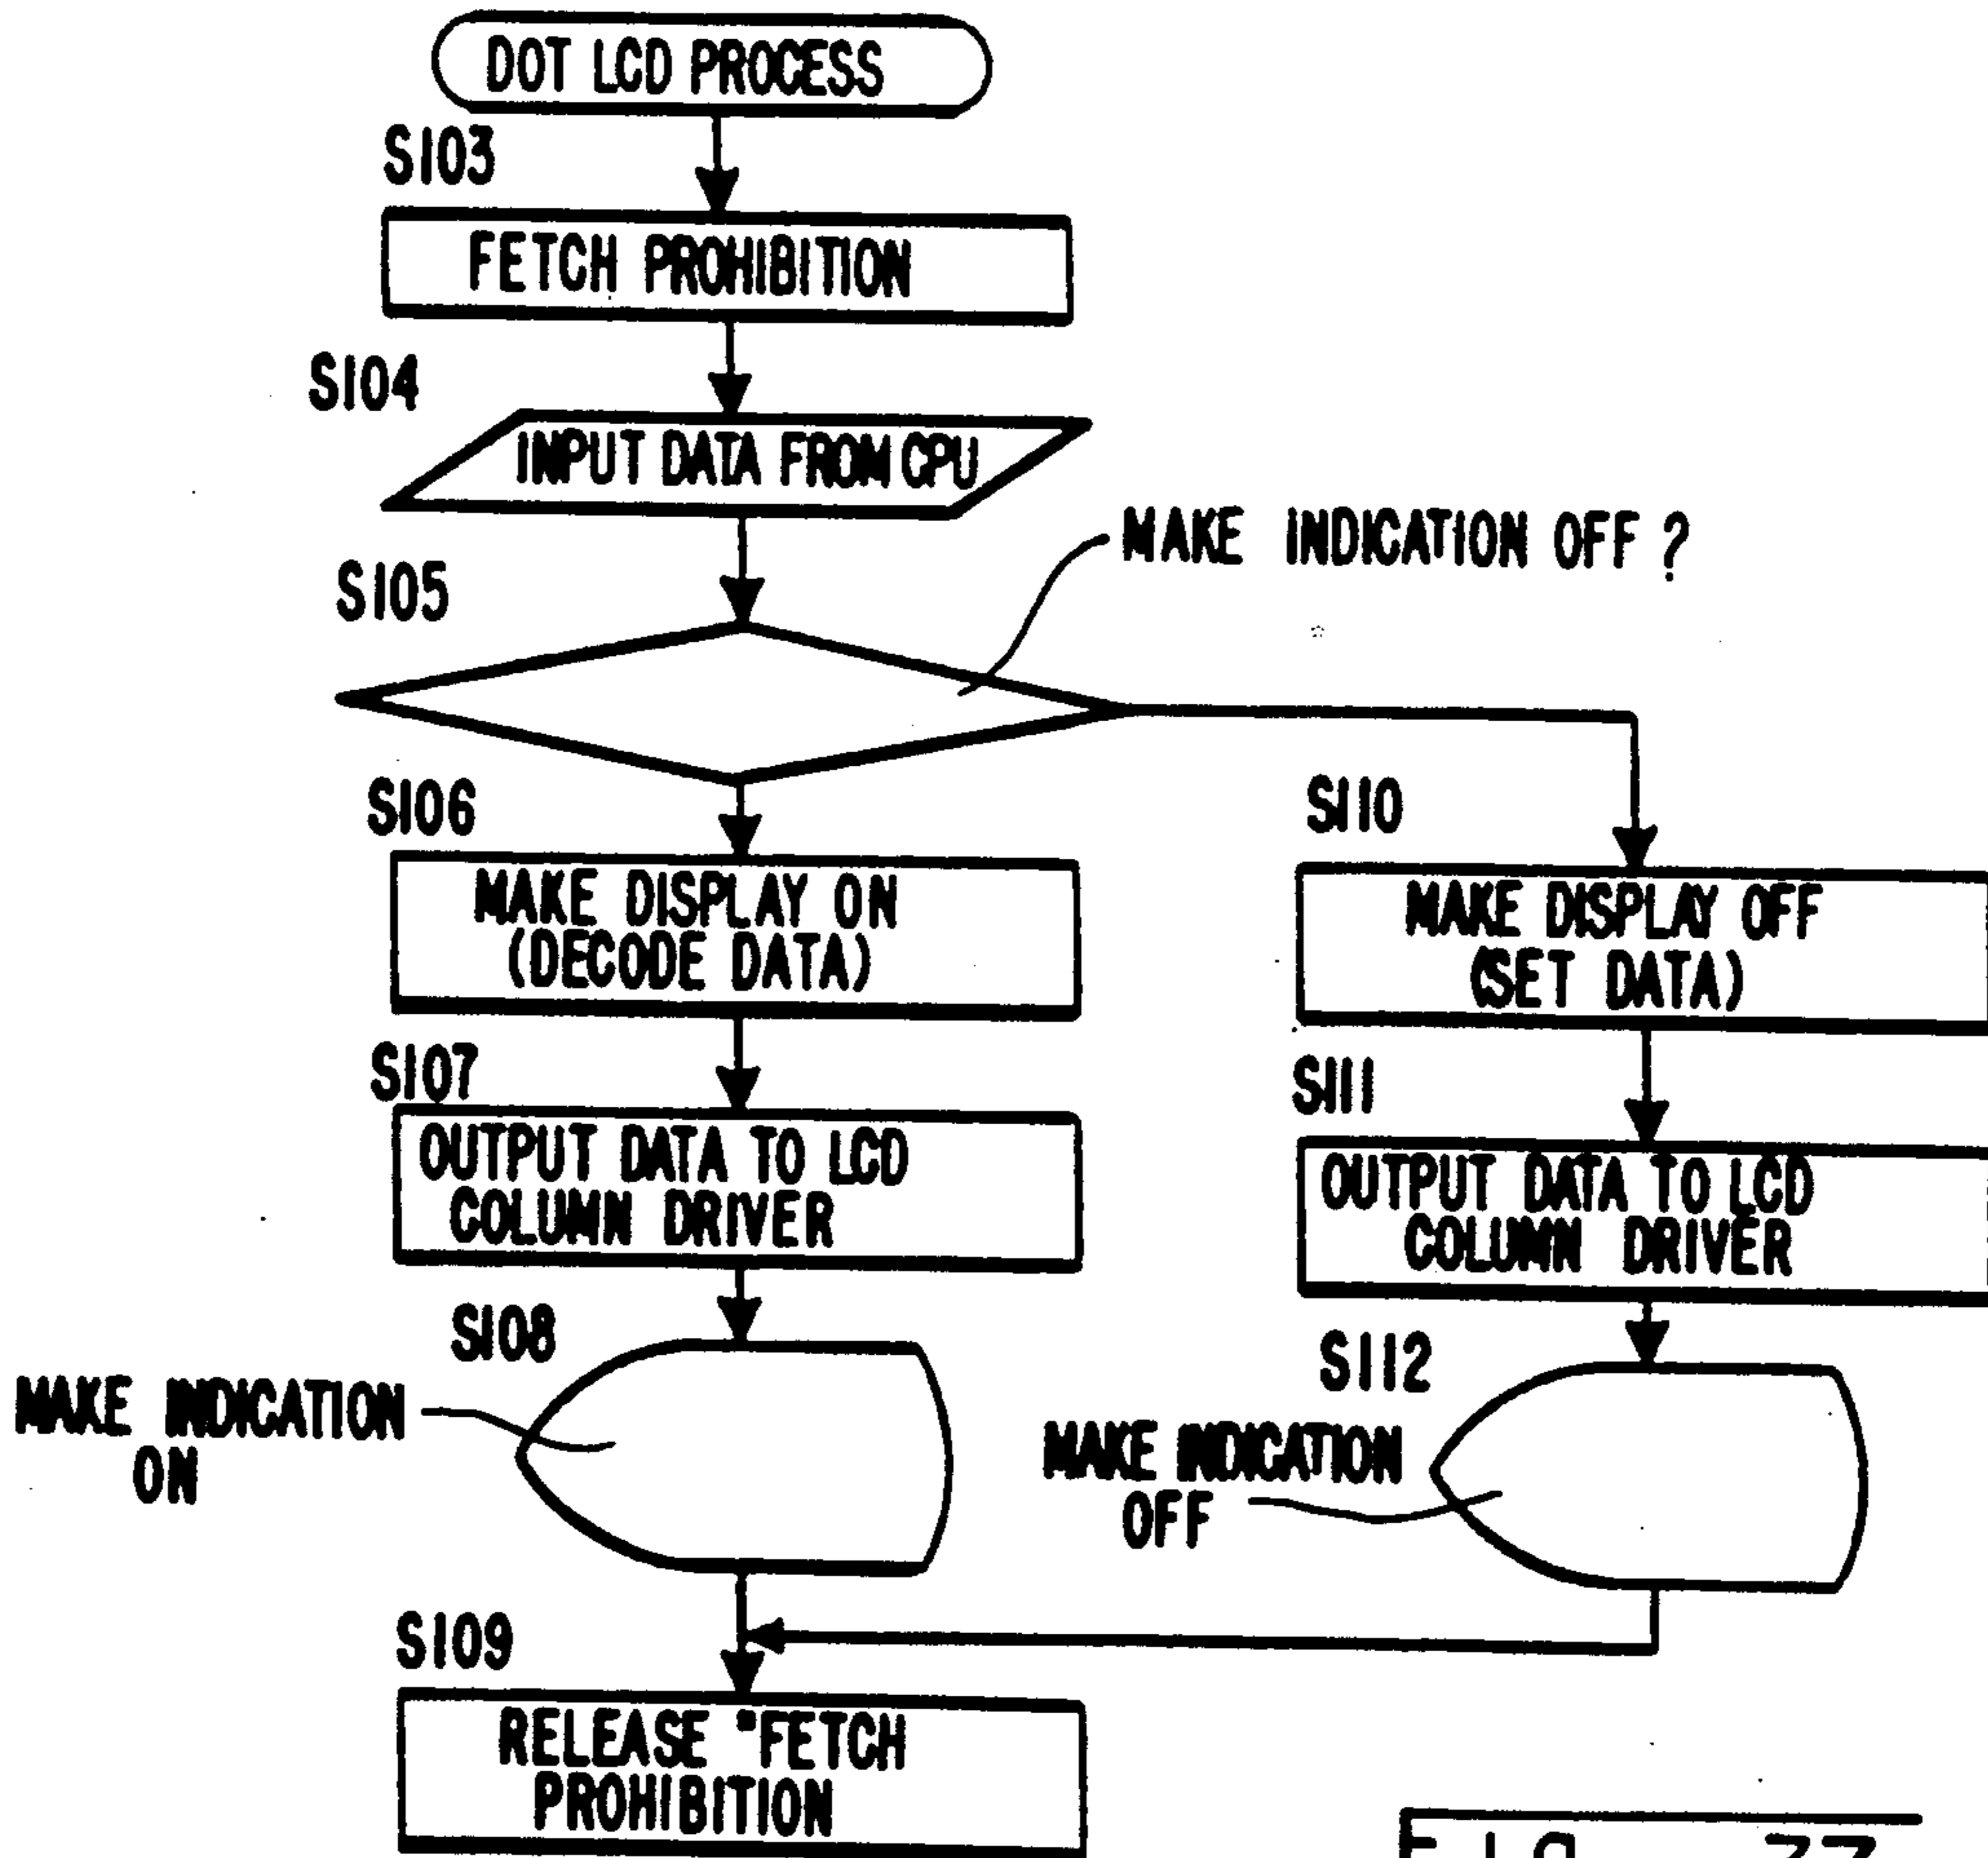 DOT LCD PROCESS
S103
FETCH PROHIBITION
S104
INPUT DATA FROM CPU
S105
MAKE INDICATION OFF ?
S106
MAKE DISPLAY ON
(DECODE DATA)
S110
MAKE DISPLAY OFF
(SET DATA)
S107
OUTPUT DATA TO LCD
COLUMN DRIVER
S111
OUTPUT DATA TO LCD
COLUMN DRIVER
S108
MAKE INDICATION
ON
S112
MAKE INDICATION
OFF
S109
RELEASE "FETCH
PROHIBITION